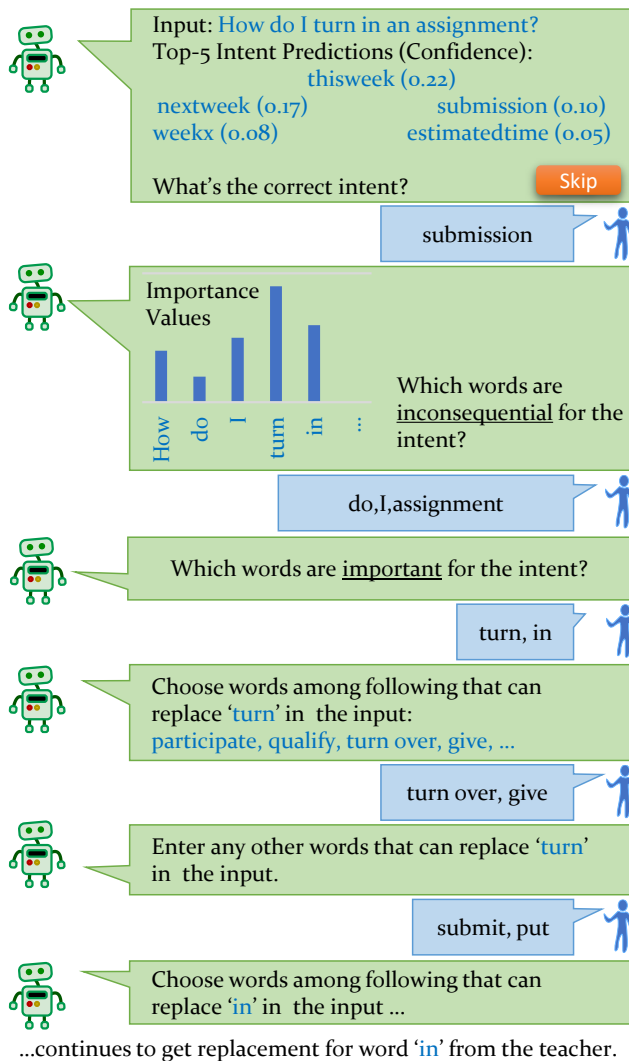 Input: How do I turn in an assignment?
Top-5 Intent Predictions (Confidence):
thisweek (0.22)
nextweek (0.17) submission (0.10)
weekx (0.08) estimatedtime (0.05)
What's the correct intent?
Skip
submission
Importance
Values
How
do
I
turn
in
...
Which words are
inconsequential for the
intent?
do,I,assignment
Which words are important for the intent?
turn, in
Choose words among following that can
replace 'turn' in the input:
participate, qualify, turn over, give, ...
turn over, give
Enter any other words that can replace 'turn'
in the input.
submit, put
Choose words among following that can
replace 'in' in the input ...
...continues to get replacement for word 'in' from the teacher.